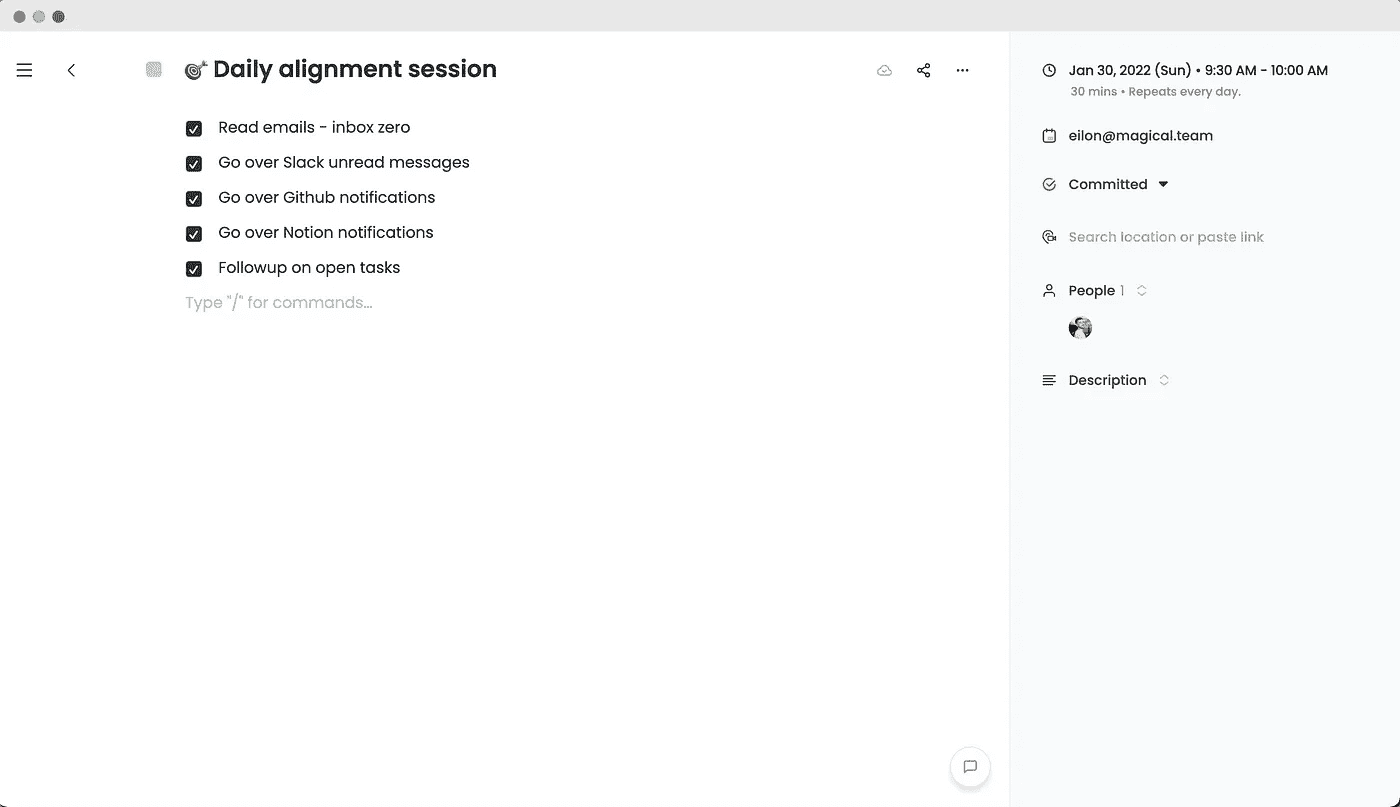 Daily alignment session
Read emails - inbox zero
Go over Slack unread messages
Go over Github notifications
Go over Notion notifications
Followup on open tasks
Type "/" for commands...
Jan 30, 2022 (Sun) • 9:30 AM - 10:00 AM
30 mins • Repeats every day.
eilon@magical.team
Committed
Search location or paste link
People 1
Description